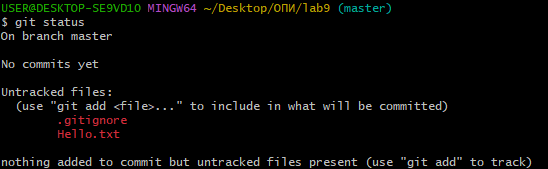 USER@DESKTOP-SE9VD1O MINGW64 ~/Desktop/ОПИ/lab9 (master)
$ git status
On branch master
No commits yet
Untracked files:
  (use "git add <file>..." to include in what will be committed)
        .gitignore
        Hello.txt
nothing added to commit but untracked files present (use "git add" to track)